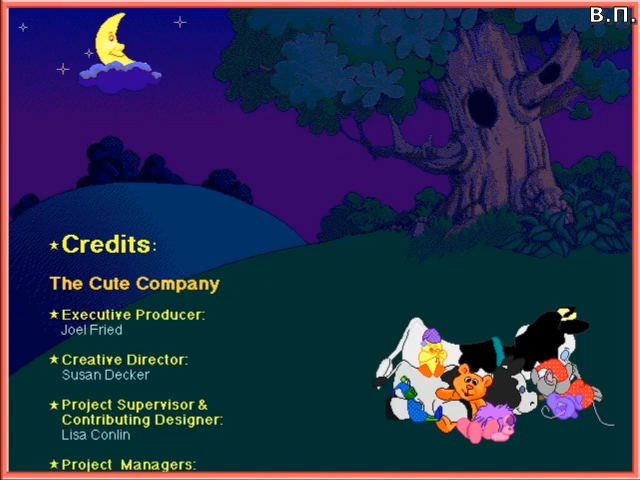 В.П.
★Credits:
The Cute Company
★Executive Producer:
Joel Fried
★Creative Director:
Susan Decker
★Project Supervisor &
Contributing Designer:
Lisa Conlin
★Project Managers: